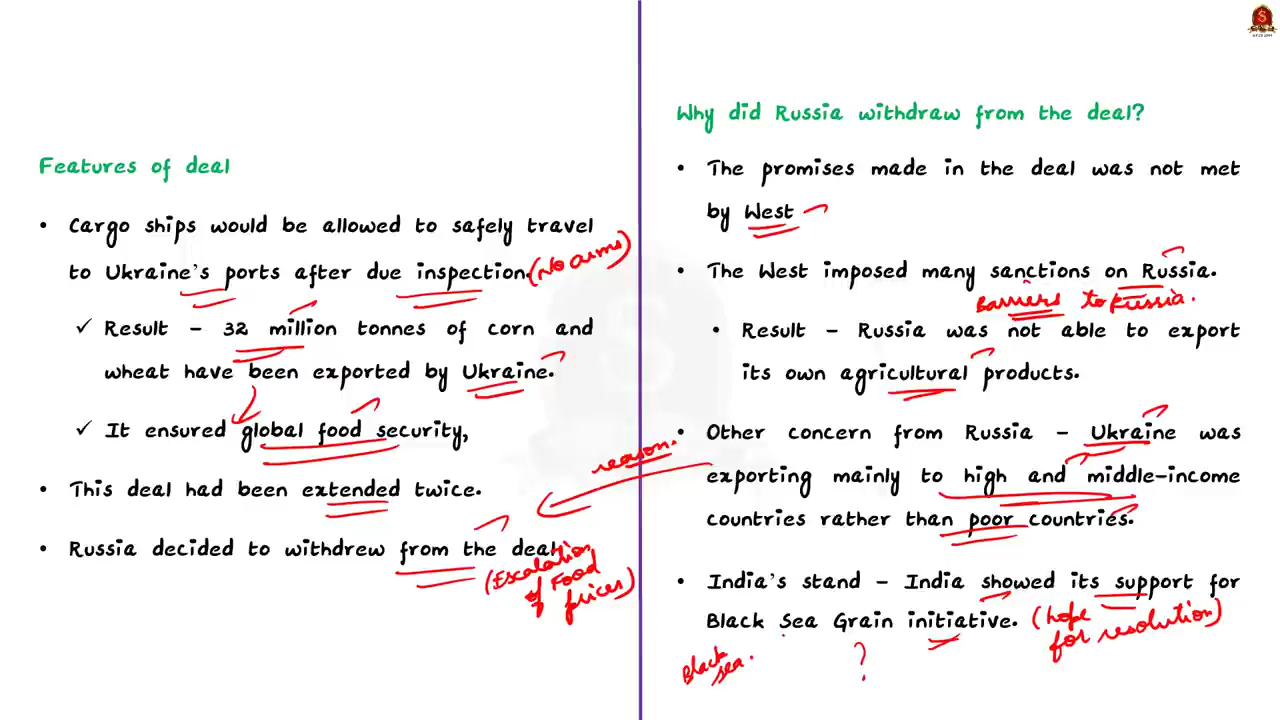 Features of deal
• Cargo ships would be allowed to safely travel
to Ukraine's ports after due inspection. (No arms)
✓ Result - 32 million tonnes of corn and
wheat have been exported by Ukraine.
✓ It ensured global food security,
• This deal had been extended twice.
• Russia decided to withdrew from the deal
(Escalation
of Food
prices)
reason.
Why did Russia withdraw from the deal?
• The promises made in the deal was not met
by West
• The West imposed many sanctions on Russia.
Barriers to Russia.
• Result - Russia was not able to export
its own agricultural products.
• Other concern from Russia - Ukraine was
exporting mainly to high and middle-income
countries rather than poor countries.
• India's stand - India showed its support for
Black Sea Grain initiative. (hope
for resolution)
Black
sea.
?